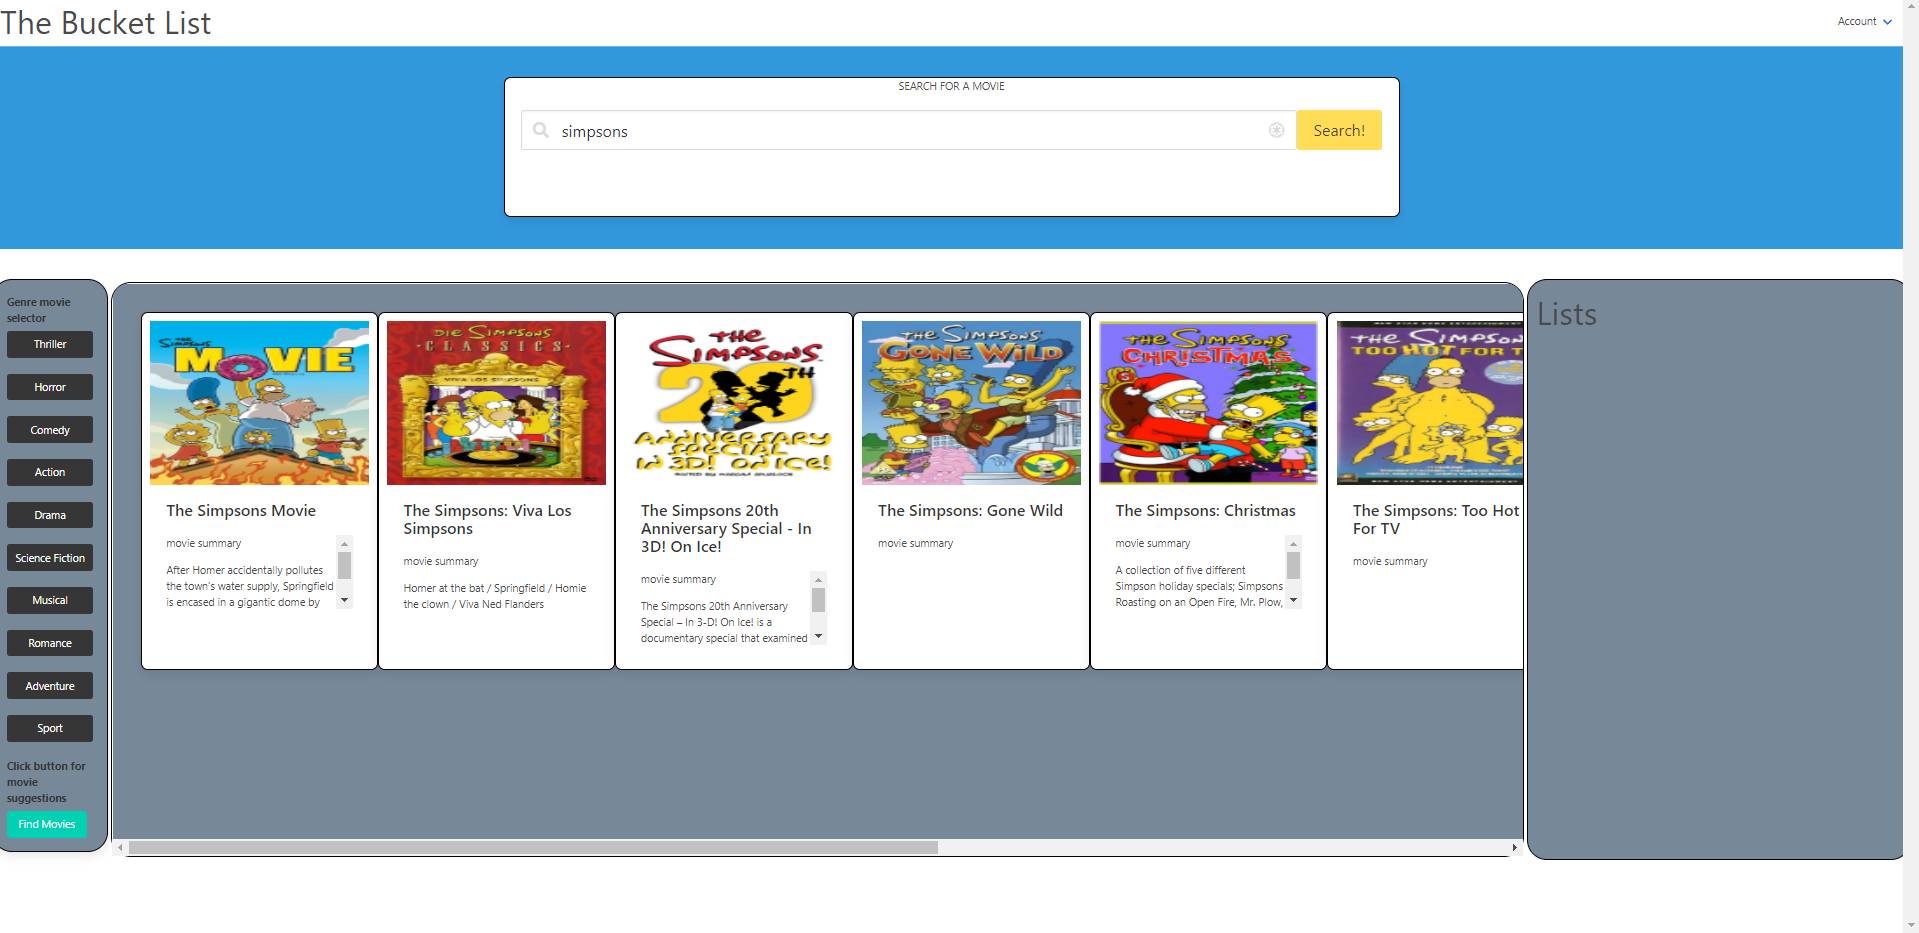 The Bucket List
Account
SEARCH FOR A MOVIE
simpsons
Search!
Genre movie
selector
Thriller
Horror
Comedy
Action
Drama
Science Fiction
Musical
Romance
Adventure
Sport
Click button for
movie
suggestions
Find Movies
THE SIMPSONS
MOVIE
The Simpsons Movie
movie summary
After Homer accidentally pollutes
the town's water supply, Springfield
is encased in a gigantic dome by
DIE SIMPSONS
·CLASSICS·
VIVA LOS SIMPSONS
The Simpsons: Viva Los
Simpsons
movie summary
Homer at the bat / Springfield / Homie
the clown / Viva Ned Flanders
THE
SIMPSONS
20TH
ANNIVERSARY
SPECIAL
IN 3D! ON ICE!
HOSTED BY MORGAN SPURLOCK
The Simpsons 20th
Anniversary Special - In
3D! On Ice!
movie summary
The Simpsons 20th Anniversary
Special – In 3-D! On Ice! is a
documentary special that examined
THE SIMPSONS
GONE WILD
The Simpsons: Gone Wild
movie summary
THE SIMPSONS
CHRISTMAS
The Simpsons: Christmas
movie summary
A collection of five different
Simpson holiday specials; Simpsons
Roasting on an Open Fire, Mr. Plow,
THE SIMPSON
TOO HOT FOR T
The Simpsons: Too Hot
For TV
movie summary
Lists